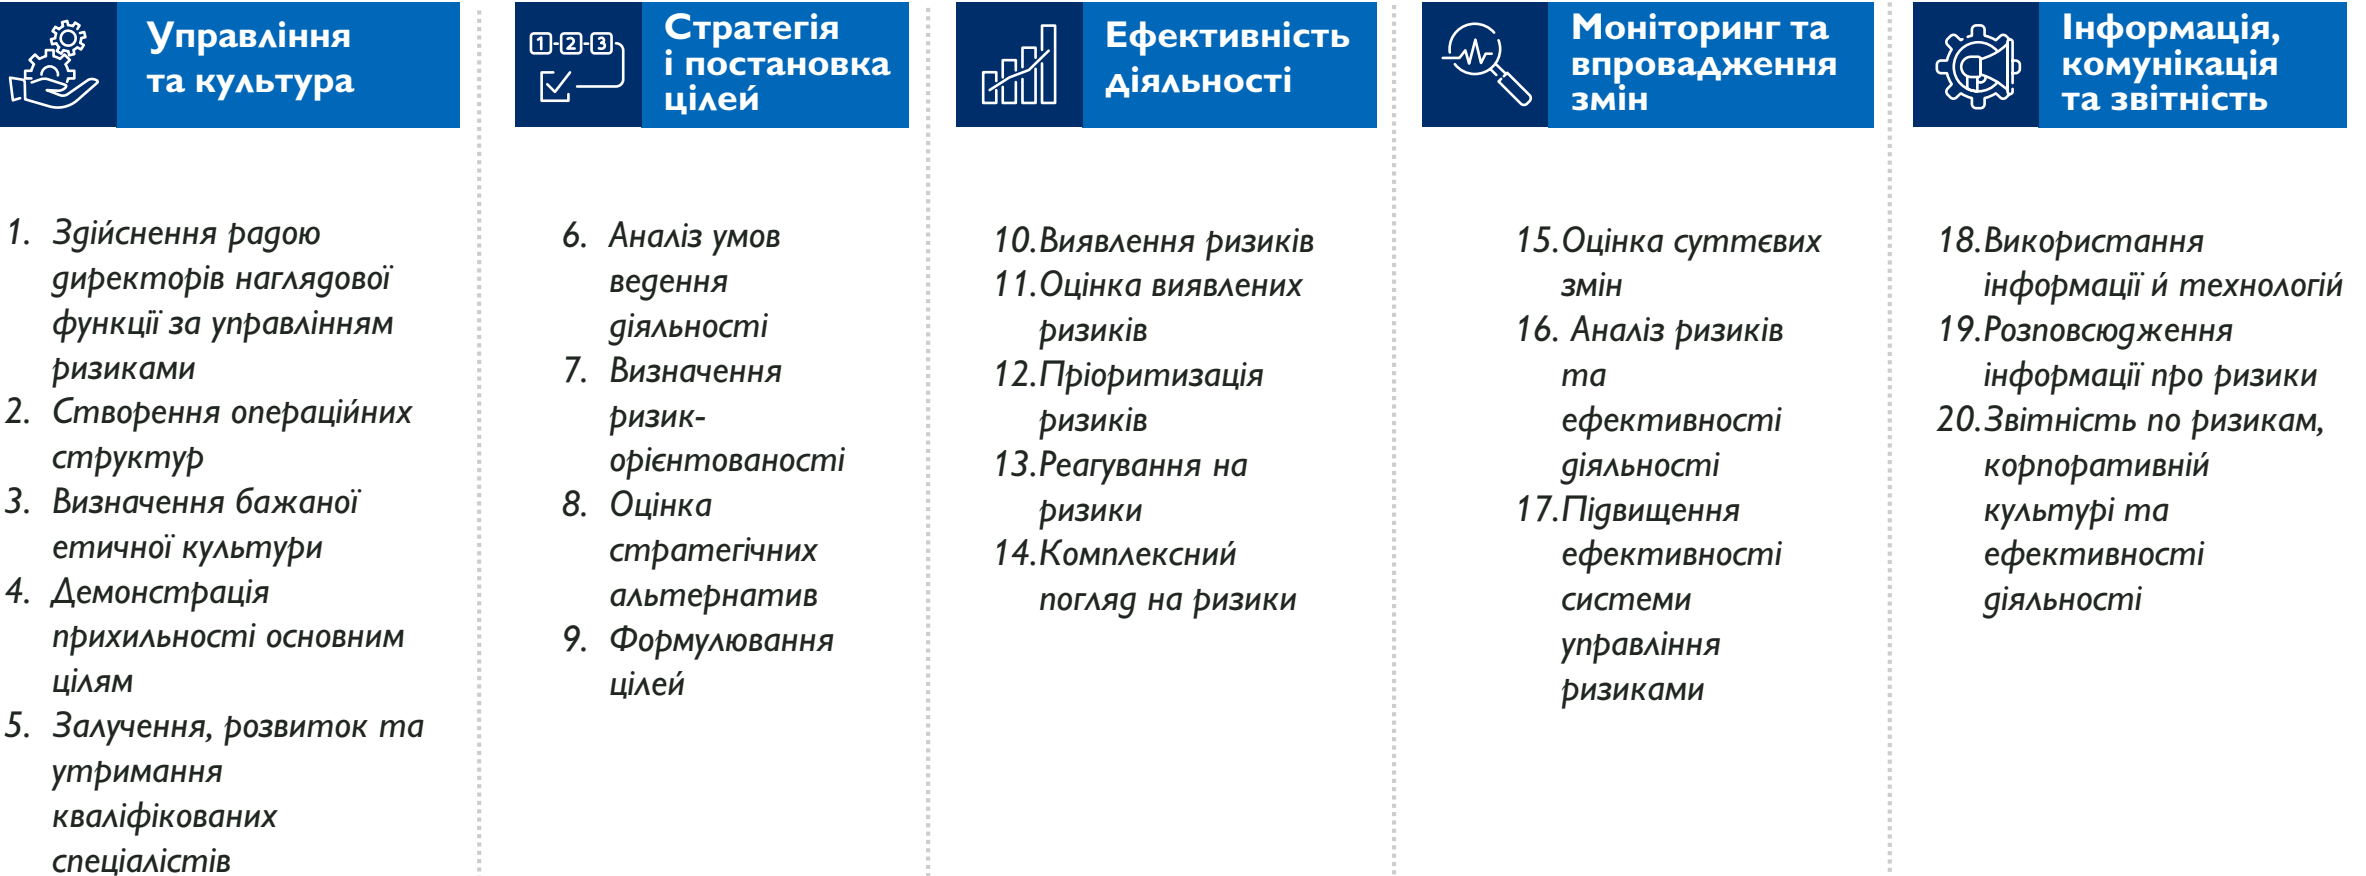 Управління
та культура
1. Здійснення радою
директорів наглядової
функції за управлінням
ризиками
2. Створення операційних
структур
3. Визначення бажаної
етичної культури
4. Демонстрація
прихильності основним
цілям
5. Залучення, розвиток та
утримання
кваліфікованих
спеціалістів
1-2-3
Стратегія
і постановка
цілей
6. Аналіз умов
ведення
діяльності
7. Визначення
ризик-
орієнтованості
8. Оцінка
стратегічних
альтернатив
9. Формулювання
цілей
Ефективність
діяльності
10.Виявлення ризиків
11.Оцінка виявлених
ризиків
12.Пріоритизація
ризиків
13.Реагування на
ризики
14.Комплексний
погляд на ризики
Моніторинг та
впровадження
змін
15.Оцінка суттєвих
змін
16. Аналіз ризиків
та
ефективності
діяльності
17.Підвищення
ефективності
системи
управління
ризиками
Інформація,
комунікація
та звітність
18.Використання
інформації й технологій
19.Розповсюдження
інформації про ризики
20.Звітність по ризикам,
корпоративній
культурі та
ефективності
діяльності